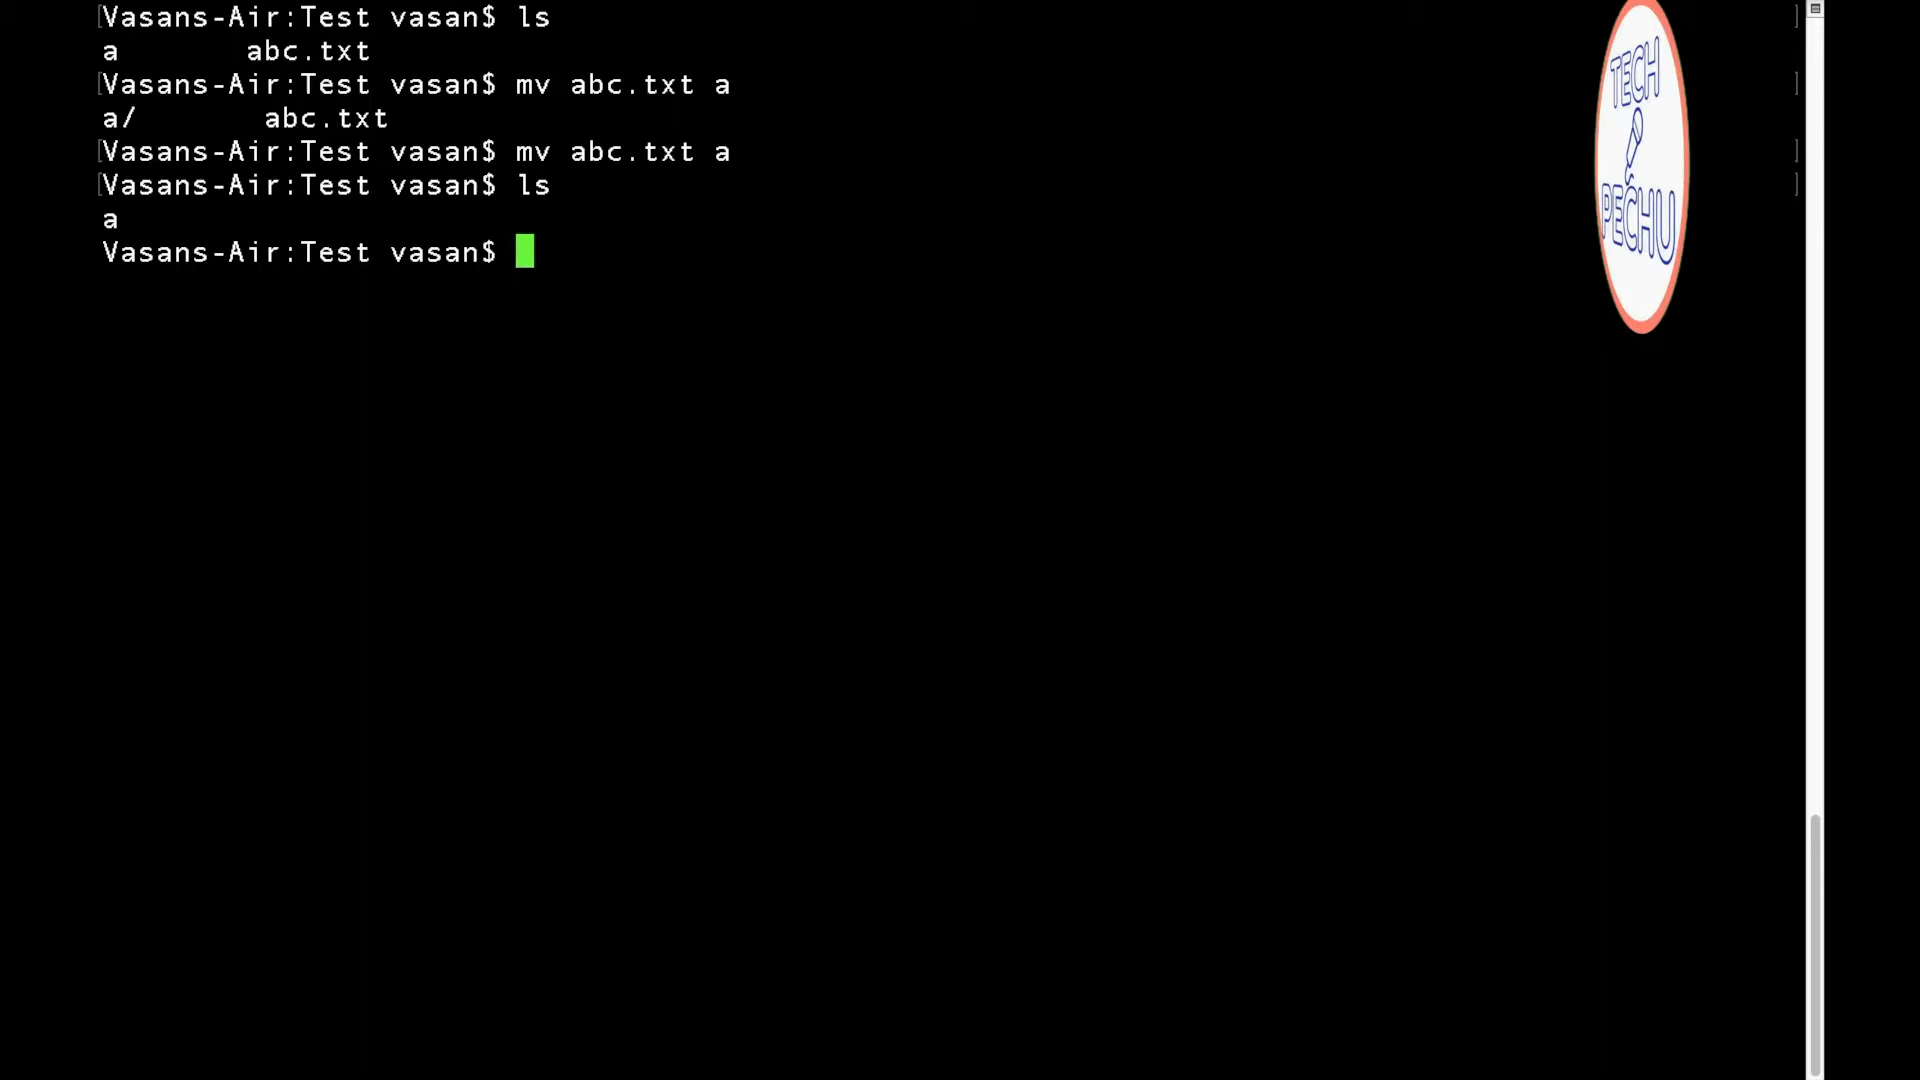 Vasans-Air:Test vasan$ ls
a        abc.txt
Vasans-Air:Test vasan$ mv abc.txt a
a/       abc.txt
Vasans-Air:Test vasan$ mv abc.txt a
Vasans-Air:Test vasan$ ls
a
Vasans-Air:Test vasan$
TECH
PECHU